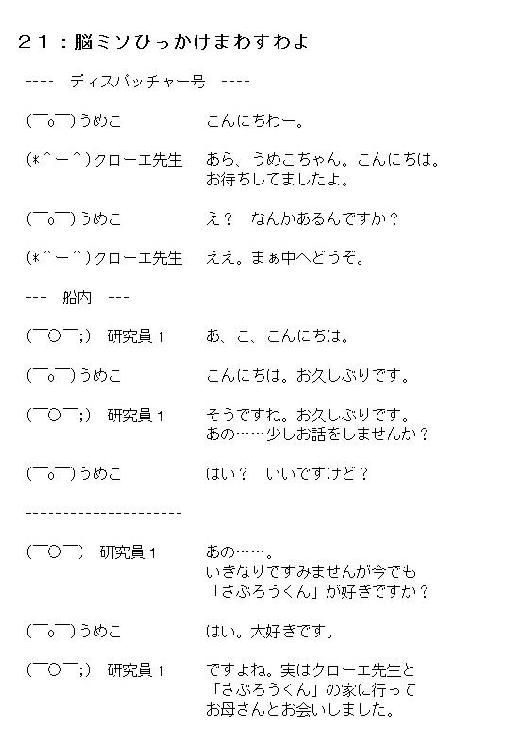 ２１：脳ミソひっかけまわすわよ
----　ディスパッチャー号　----
(￣o￣)うめこ　こんにちわー。
(*＾ー＾)クローエ先生　あら、うめこちゃん。こんにちは。
お待ちしてましたよ。
(￣o￣)うめこ　え？　なんかあるんですか？
(*＾ー＾)クローエ先生　ええ。まぁ中へどうぞ。
---　船内　---
(￣○￣;)　研究員１　あ、こ、こんにちは。
(￣o￣)うめこ　こんにちは。お久しぶりです。
(￣○￣;)　研究員１　そうですね。お久しぶりです。
あの……少しお話をしませんか？
(￣o￣)うめこ　はい？　いいですけど？
---------------------
(￣○￣)　研究員１　あの……。
いきなりですみませんが今でも
「さぶろうくん」が好きですか？
(￣o￣)うめこ　はい。大好きです。
(￣○￣;)　研究員１　ですよね。実はクローエ先生と
「さぶろうくん」の家に行って
お母さんとお会いしました。